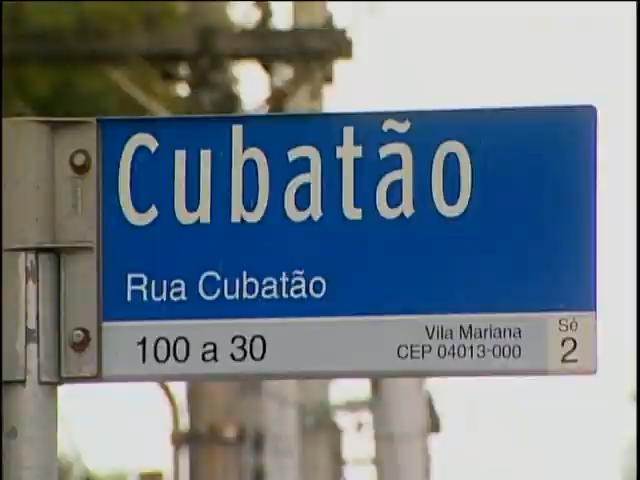 Cubatão
Rua Cubatão
100 a 30
Vila Mariana
CEP 04013-000
Sé
2